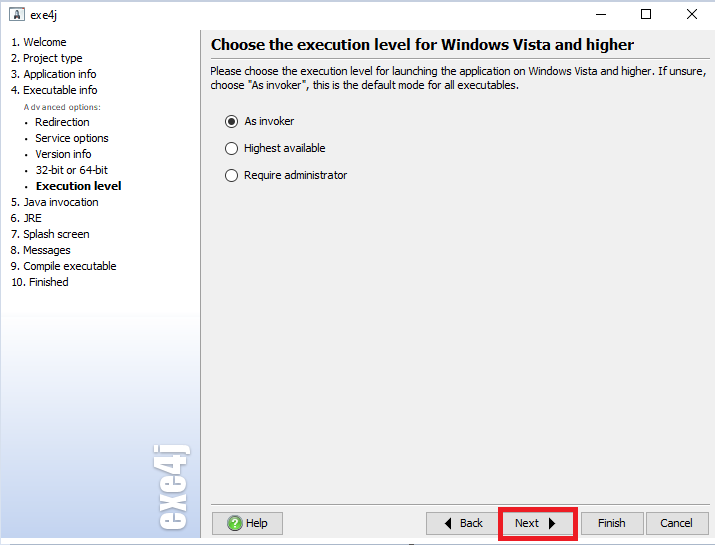 exe4j
1. Welcome
2. Project type
3. Application info
4. Executable info
Advanced options:
• Redirection
• Service options
• Version info
• 32-bit or 64-bit
• Execution level
5. Java invocation
6. JRE
7. Splash screen
8. Messages
9. Compile executable
10. Finished
exe4j
Choose the execution level for Windows Vista and higher
Please choose the execution level for launching the application on Windows Vista and higher. If unsure,
choose "As invoker", this is the default mode for all executables.
As invoker
Highest available
Require administrator
Help
Back
Next
Finish
Cancel